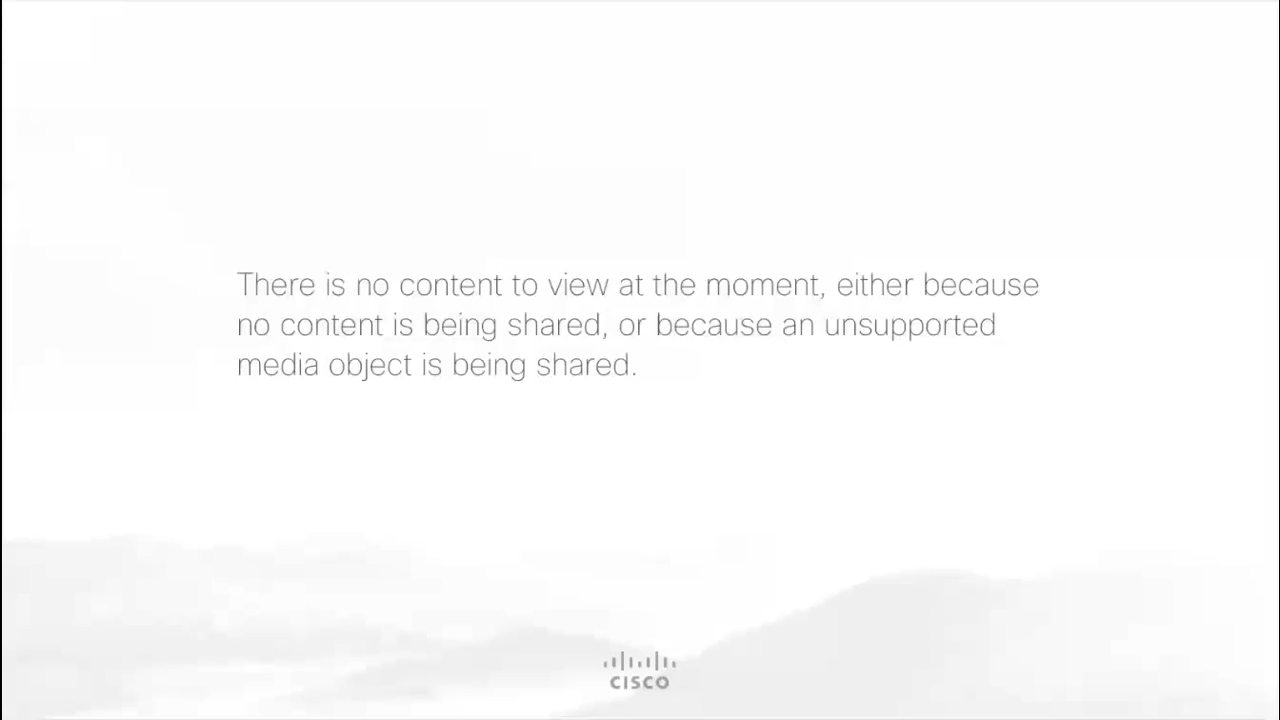 There is no content to view at the moment, either because
no content is being shared, or because an unsupported
media object is being shared.
CISCO